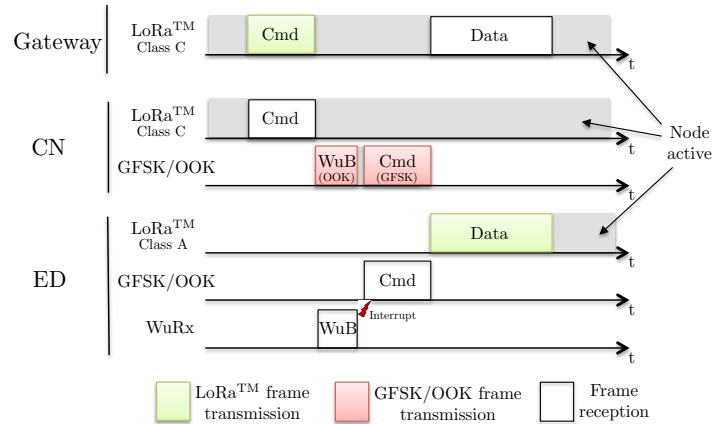 Gateway
LoRa™
Class C
Cmd
Data
t
CN
LoRa™
Class C
Cmd
t
GFSK/OOK
WuB
(OOK)
Cmd
(GFSK)
t
Node
active
ED
LoRa™
Class A
Data
t
GFSK/OOK
Cmd
t
Interrupt
WuRx
WuB
t
LoRa™ frame
transmission
GFSK/OOK frame
transmission
Frame
reception